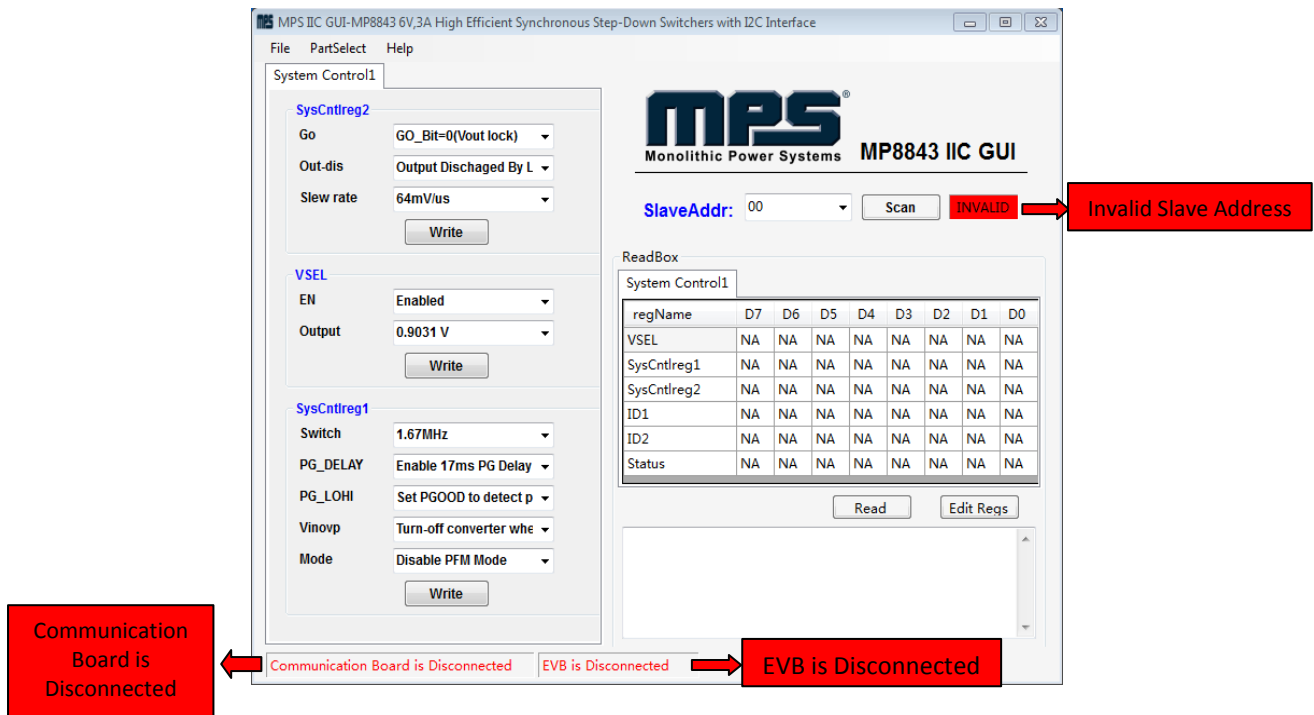 MPS IIC GUI-MP8843 6V,3A High Efficient Synchronous Step-Down Switchers with I2C Interface
File PartSelect Help
System Control1
SysCntlreg2
Go GO_Bit=0(Vout lock)
Out-dis Output Dischaged By L
Slew rate 64mV/us
Write
VSEL
EN Enabled
Output 0.9031 V
Write
SysCntlreg1
Switch 1.67MHz
PG_DELAY Enable 17ms PG Delay
PG_LOHI Set PGOOD to detect p
Vinovp Turn-off converter whe
Mode Disable PFM Mode
Write
mps®
Monolithic Power Systems MP8843 IIC GUI
SlaveAddr: 00 Scan INVALID
Invalid Slave Address
ReadBox
System Control1
regName D7 D6 D5 D4 D3 D2 D1 D0
VSEL NA NA NA NA NA NA NA NA
SysCntlreg1 NA NA NA NA NA NA NA NA
SysCntlreg2 NA NA NA NA NA NA NA NA
ID1 NA NA NA NA NA NA NA NA
ID2 NA NA NA NA NA NA NA NA
Status NA NA NA NA NA NA NA NA
Read Edit Regs
Communication Board is Disconnected EVB is Disconnected
Communication
Board is
Disconnected
EVB is Disconnected